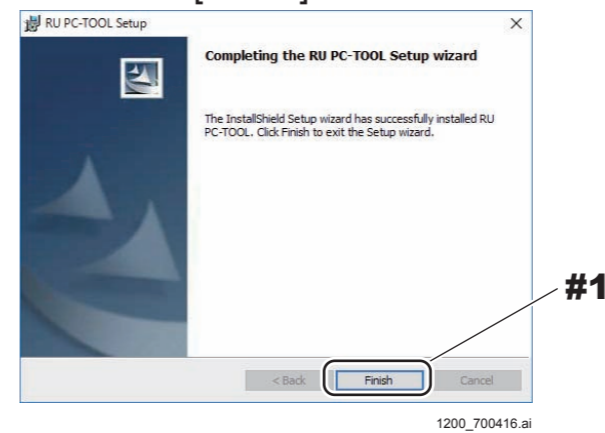 RU PC-TOOL Setup
Completing the RU PC-TOOL Setup wizard
The InstallShield Setup wizard has successfully installed RU
PC-TOOL. Click Finish to exit the Setup wizard.
#1
< Back Finish Cancel
1200_700416.ai